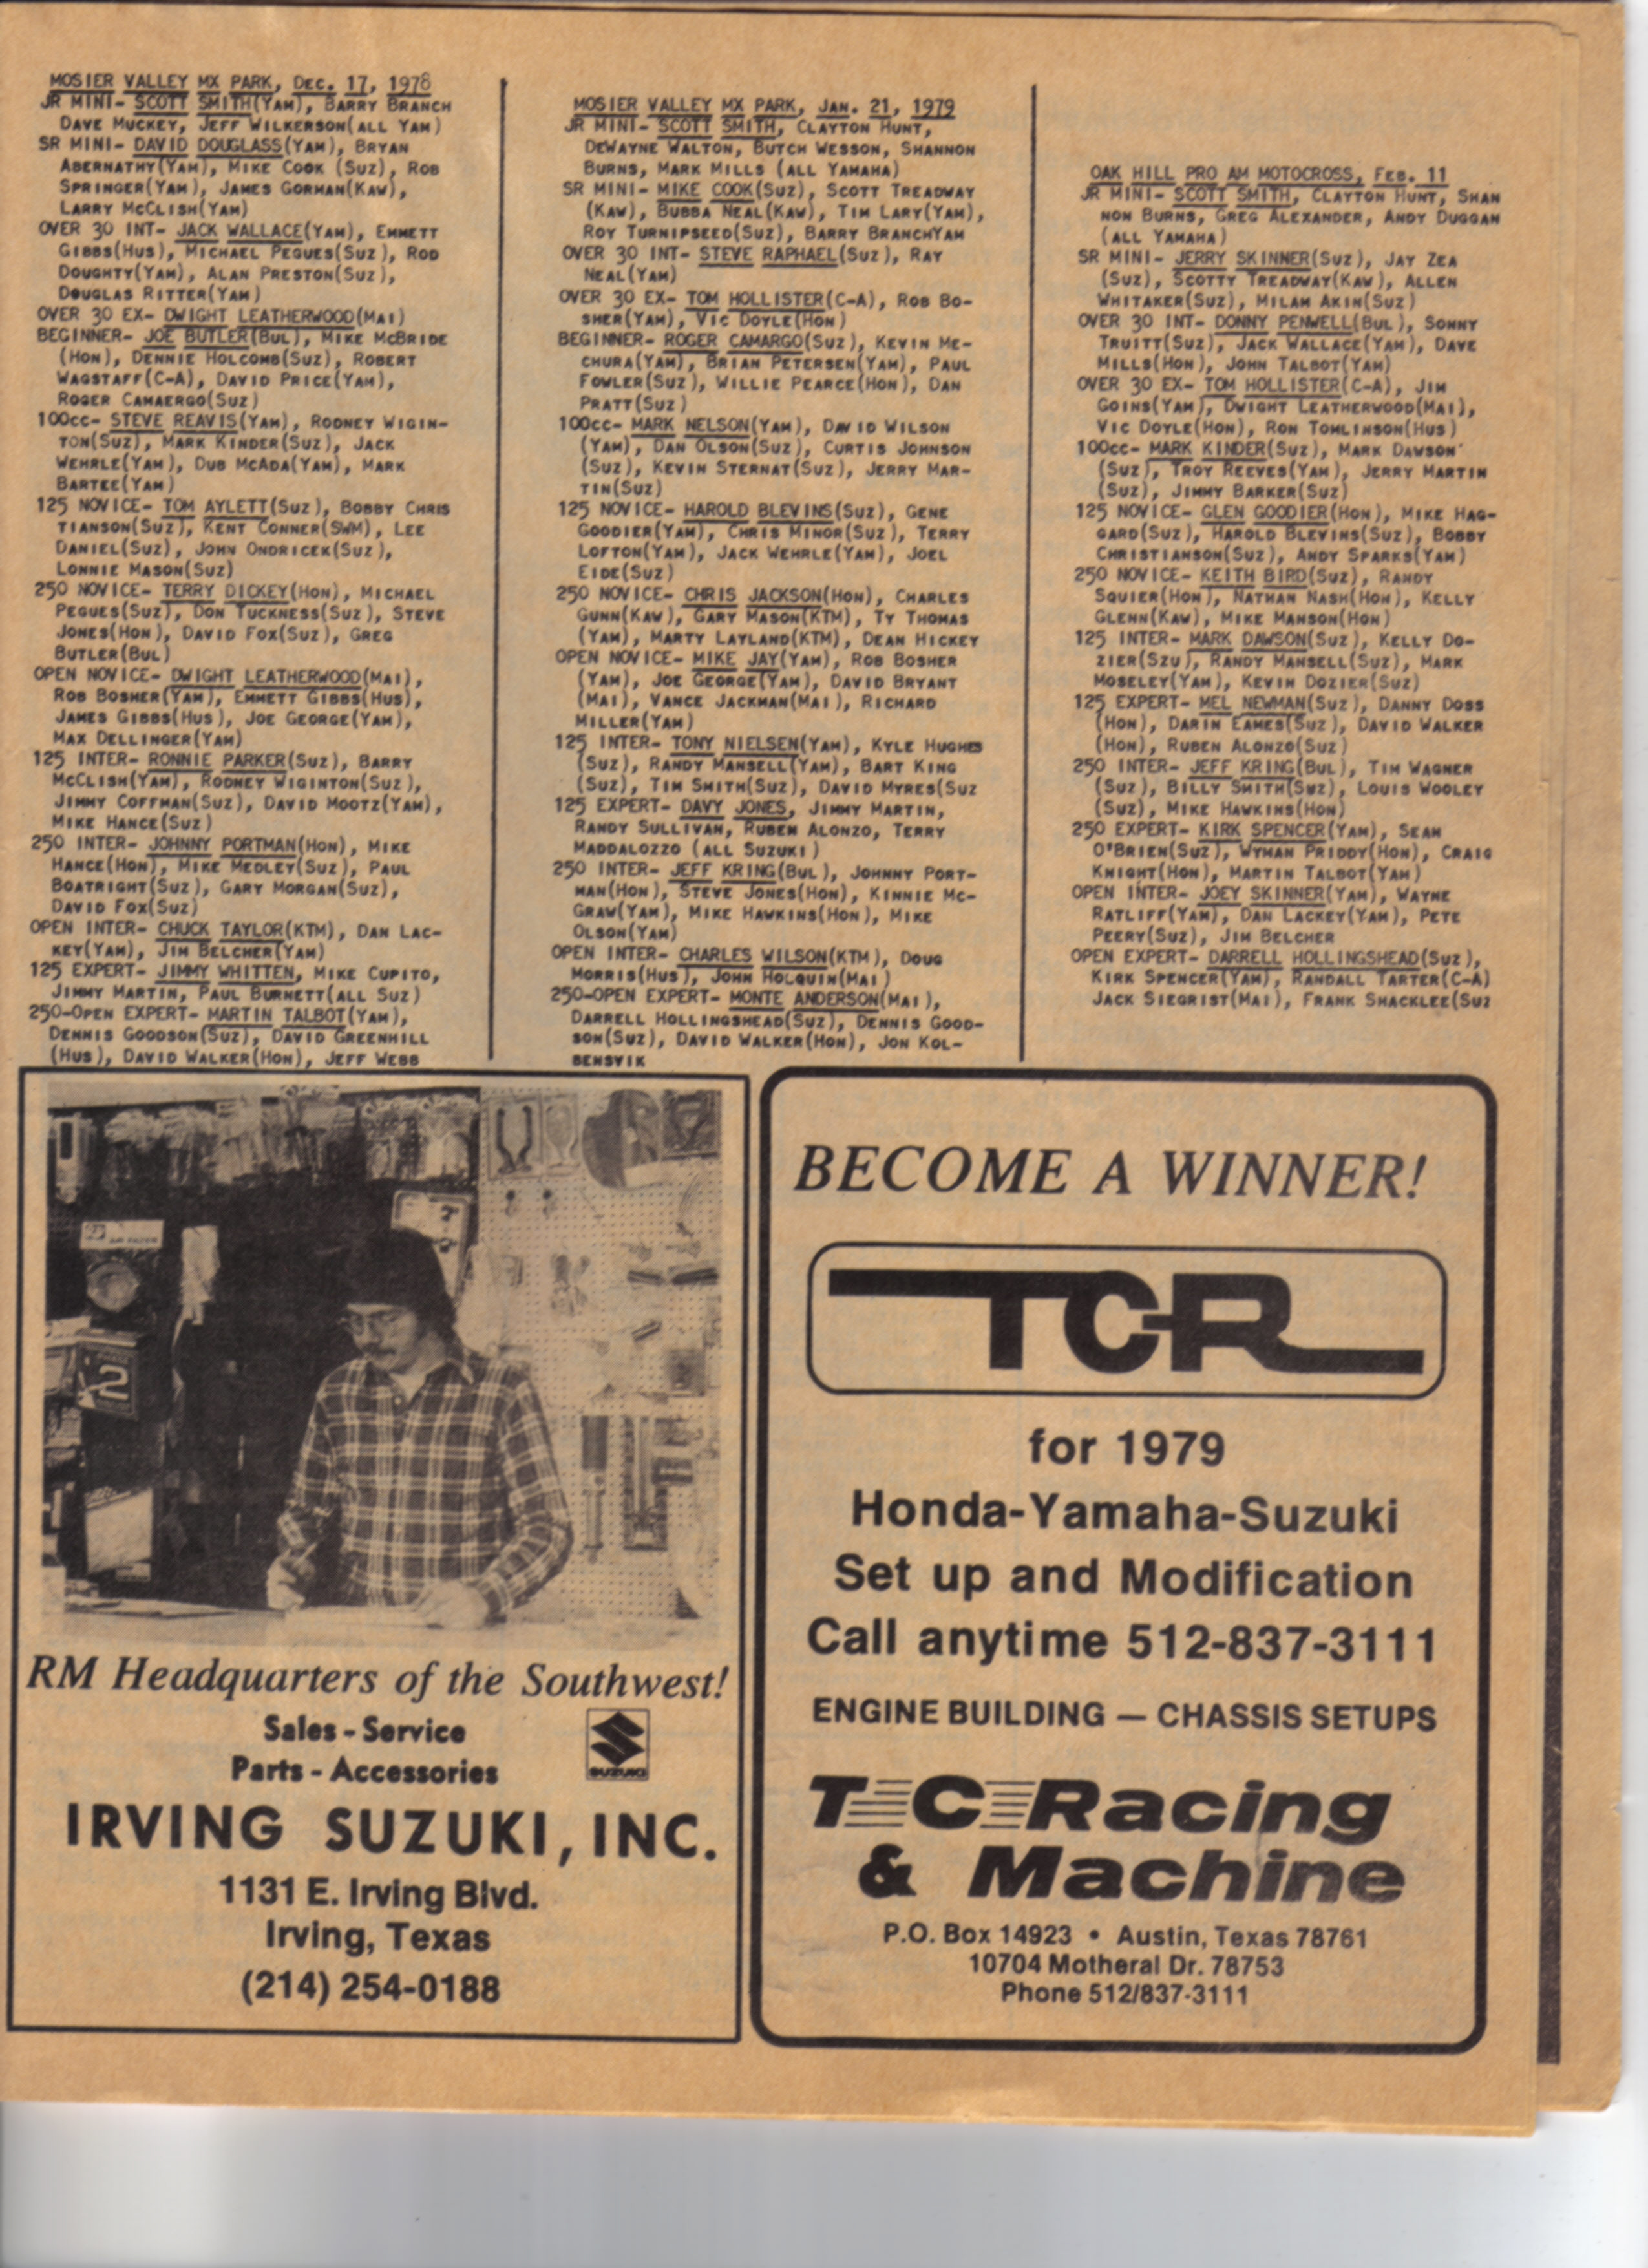 MOSIER VALLEY MX PARK, DEC. 17, 1978
JR MINI- SCOTT SMITH(YAM), BARRY BRANCH
DAVE MUCKEY, JEFF WILKERSON(ALL YAM)
SR MINI- DAVID DOUGLASS(YAM), BRYAN
ABERNATHY(YAM), MIKE COOK (SUZ), ROB
SPRINGER(YAM), JAMES GORMAN(KAW),
LARRY MCCLISH(YAM)
OVER 30 INT- JACK WALLACE(YAM), EMMETT
GIBBS(HUS), MICHAEL PEGUES(SUZ), ROD
DOUGHTY(YAM), ALAN PRESTON(SUZ),
DOUGLAS RITTER(YAM)
OVER 30 EX- DWIGHT LEATHERWOOD(MAI)
BEGINNER- JOE BUTLER(BUL), MIKE MCBRIDE
(HON), DENNIE HOLCOMB(SUZ), ROBERT
WAGSTAFF(C-A), DAVID PRICE(YAM),
ROGER CAMAERGO(SUZ)
100CC- STEVE REAVIS(YAM), RODNEY WIGIN-
TON(SUZ), MARK KINDER(SUZ), JACK
WEHRLE(YAM), DUB MCADA(YAM), MARK
BARTEE(YAM)
125 NOVICE- TOM AYLETT(SUZ), BOBBY CHRIS
TIANSON(SUZ), KENT CONNER(SWM), LEE
DANIEL(SUZ), JOHN ONDRICEK(SUZ),
LONNIE MASON(SUZ)
250 NOVICE- TERRY DICKEY(HON), MICHAEL
PEGUES(SUZ), DON TUCKNESS(SUZ), STEVE
JONES(HON), DAVID FOX(SUZ), GREG
BUTLER(BUL)
OPEN NOVICE- DWIGHT LEATHERWOOD(MAI),
ROB BOSHER(YAM), EMMETT GIBBS(HUS),
JAMES GIBBS(HUS), JOE GEORGE(YAM),
MAX DELLINGER(YAM)
125 INTER- RONNIE PARKER(SUZ), BARRY
MCCLISH(YAM), RODNEY WIGINTON(SUZ),
JIMMY COFFMAN(SUZ), DAVID MOOTZ(YAM),
MIKE HANCE(SUZ)
250 INTER- JOHNNY PORTMAN(HON), MIKE
HANCE(HON), MIKE MEDLEY(SUZ), PAUL
BOATRIGHT(SUZ), GARY MORGAN(SUZ),
DAVID FOX(SUZ)
OPEN INTER- CHUCK TAYLOR(KTM), DAN LAC-
KEY(YAM), JIM BELCHER(YAM)
125 EXPERT- JIMMY WHITTEN, MIKE CUPITO,
JIMMY MARTIN, PAUL BURNETT(ALL SUZ)
250-OPEN EXPERT- MARTIN TALBOT(YAM),
DENNIS GOODSON(SUZ), DAVID GREENHILL
(HUS), DAVID WALKER(HON), JEFF WEBB
MOSIER VALLEY MX PARK, JAN. 21, 1979
JR MINI- SCOTT SMITH, CLAYTON HUNT,
DEWAYNE WALTON, BUTCH WESSON, SHANNON
BURNS, MARK MILLS (ALL YAMAHA)
SR MINI- MIKE COOK(SUZ), SCOTT TREADWAY
(KAW), BUBBA NEAL(KAW), TIM LARY(YAM),
ROY TURNIPSEED(SUZ), BARRY BRANCHYAM
OVER 30 INT- STEVE RAPHAEL(SUZ), RAY
NEAL(YAM)
OVER 30 EX- TOM HOLLISTER(C-A), ROB BO-
SHER(YAM), VIC DOYLE(HON)
BEGINNER- ROGER CAMARGO(SUZ), KEVIN ME-
CHURA(YAM), BRIAN PETERSEN(YAM), PAUL
FOWLER(SUZ), WILLIE PEARCE(HON), DAN
PRATT(SUZ)
100CC- MARK NELSON(YAM), DAVID WILSON
(YAM), DAN OLSON(SUZ), CURTIS JOHNSON
(SUZ), KEVIN STERNAT(SUZ), JERRY MAR-
TIN(SUZ)
125 NOVICE- HAROLD BLEVINS(SUZ), GENE
GOODIER(YAM), CHRIS MINOR(SUZ), TERRY
LOFTON(YAM), JACK WEHRLE(YAM), JOEL
EIDE(SUZ)
250 NOVICE- CHRIS JACKSON(HON), CHARLES
GUNN(KAW), GARY MASON(KTM), TY THOMAS
(YAM), MARTY LAYLAND(KTM), DEAN HICKEY
OPEN NOVICE- MIKE JAY(YAM), ROB BOSHER
(YAM), JOE GEORGE(YAM), DAVID BRYANT
(MAI), VANCE JACKMAN(MAI), RICHARD
MILLER(YAM)
125 INTER- TONY NIELSEN(YAM), KYLE HUGHES
(SUZ), RANDY MANSELL(YAM), BART KING
(SUZ), TIM SMITH(SUZ), DAVID MYRES(SUZ
125 EXPERT- DAVY JONES, JIMMY MARTIN,
RANDY SULLIVAN, RUBEN ALONZO, TERRY
MADDALOZZO (ALL SUZUKI)
250 INTER- JEFF KRING(BUL), JOHNNY PORT-
MAN(HON), STEVE JONES(HON), KINNIE MC-
GRAW(YAM), MIKE HAWKINS(HON), MIKE
OLSON(YAM)
OPEN INTER- CHARLES WILSON(KTM), DOUG
MORRIS(HUS), JOHN HOLQUIN(MAI)
250-OPEN EXPERT- MONTE ANDERSON(MAI),
DARRELL HOLLINGSHEAD(SUZ), DENNIS GOOD-
SON(SUZ), DAVID WALKER(HON), JON KOL-
BENSVIK
OAK HILL PRO AM MOTOCROSS, FEB. 11
JR MINI- SCOTT SMITH, CLAYTON HUNT, SHAN
NON BURNS, GREG ALEXANDER, ANDY DUGGAN
(ALL YAMAHA)
SR MINI- JERRY SKINNER(SUZ), JAY ZEA
(SUZ), SCOTTY TREADWAY(KAW), ALLEN
WHITAKER(SUZ), MILAM AKIN(SUZ)
OVER 30 INT- DONNY PENWELL(BUL), SONNY
TRUITT(SUZ), JACK WALLACE(YAM), DAVE
MILLS(HON), JOHN TALBOT(YAM)
OVER 30 EX- TOM HOLLISTER(C-A), JIM
GOINS(YAM), DWIGHT LEATHERWOOD(MAI),
VIC DOYLE(HON), RON TOMLINSON(HUS)
100CC- MARK KINDER(SUZ), MARK DAWSON
(SUZ), TROY REEVES(YAM), JERRY MARTIN
(SUZ), JIMMY BARKER(SUZ)
125 NOVICE- GLEN GOODIER(HON), MIKE HAG-
GARD(SUZ), HAROLD BLEVINS(SUZ), BOBBY
CHRISTIANSON(SUZ), ANDY SPARKS(YAM)
250 NOVICE- KEITH BIRD(SUZ), RANDY
SQUIER(HON), NATHAN NASH(HON), KELLY
GLENN(KAW), MIKE MANSON(HON)
125 INTER- MARK DAWSON(SUZ), KELLY DO-
ZIER(SZU), RANDY MANSELL(SUZ), MARK
MOSELEY(YAM), KEVIN DOZIER(SUZ)
125 EXPERT- MEL NEWMAN(SUZ), DANNY DOSS
(HON), DARIN EAMES(SUZ), DAVID WALKER
(HON), RUBEN ALONZO(SUZ)
250 INTER- JEFF KRING(BUL), TIM WAGNER
(SUZ), BILLY SMITH(SUZ), LOUIS WOOLEY
(SUZ), MIKE HAWKINS(HON)
250 EXPERT- KIRK SPENCER(YAM), SEAN
O'BRIEN(SUZ), WYMAN PRIDDY(HON), CRAIG
KNIGHT(HON), MARTIN TALBOT(YAM)
OPEN INTER- JOEY SKINNER(YAM), WAYNE
RATLIFF(YAM), DAN LACKEY(YAM), PETE
PEERY(SUZ), JIM BELCHER
OPEN EXPERT- DARRELL HOLLINGSHEAD(SUZ),
KIRK SPENCER(YAM), RANDALL TARTER(C-A)
JACK SIEGRIST(MAI), FRANK SHACKLEE(SUZ
2
RM Headquarters of the Southwest!
Sales - Service
Parts - Accessories
SUZUKI
IRVING SUZUKI, INC.
1131 E. Irving Blvd.
Irving, Texas
(214) 254-0188
BECOME A WINNER!
TCR
for 1979
Honda-Yamaha-Suzuki
Set up and Modification
Call anytime 512-837-3111
ENGINE BUILDING — CHASSIS SETUPS
T C Racing
& Machine
P.O. Box 14923 • Austin, Texas 78761
10704 Motheral Dr. 78753
Phone 512/837-3111